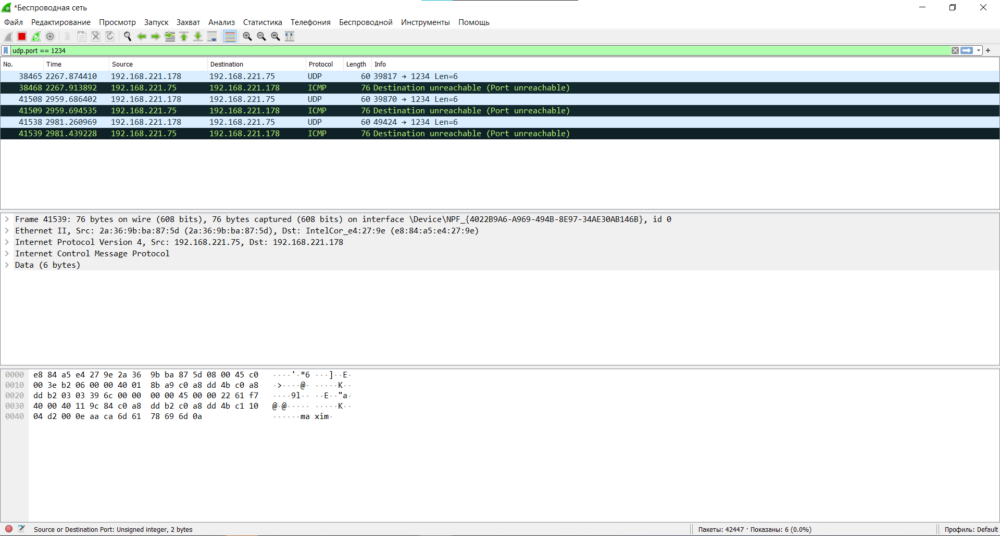 *Беспроводная сеть
Файл Редактирование Просмотр Запуск Захват Анализ Статистика Телефония Беспроводной Инструменты Помощь
udp.port == 1234
No. Time Source Destination Protocol Length Info
38465 2267.874410 192.168.221.178 192.168.221.75 UDP 60 39817 → 1234 Len=6
38468 2267.913892 192.168.221.75 192.168.221.178 ICMP 76 Destination unreachable (Port unreachable)
41508 2959.686402 192.168.221.178 192.168.221.75 UDP 60 39870 → 1234 Len=6
41509 2959.694535 192.168.221.75 192.168.221.178 ICMP 76 Destination unreachable (Port unreachable)
41538 2981.260969 192.168.221.178 192.168.221.75 UDP 60 49424 → 1234 Len=6
41539 2981.439228 192.168.221.75 192.168.221.178 ICMP 76 Destination unreachable (Port unreachable)
Frame 41539: 76 bytes on wire (608 bits), 76 bytes captured (608 bits) on interface \Device\NPF_{4022B9A6-A969-494B-8E97-34AE30AB146B}, id 0
Ethernet II, Src: 2a:36:9b:ba:87:5d (2a:36:9b:ba:87:5d), Dst: IntelCor_e4:27:9e (e8:84:a5:e4:27:9e)
Internet Protocol Version 4, Src: 192.168.221.75, Dst: 192.168.221.178
Internet Control Message Protocol
Data (6 bytes)
0000 e8 84 a5 e4 27 9e 2a 36 9b ba 87 5d 08 00 45 c0 ····'·*6 ···]··E·
0010 00 3e b2 06 00 00 40 01 8b a9 c0 a8 dd 4b c0 a8 ·>····@· ·····K··
0020 dd b2 03 03 39 6c 00 00 00 00 45 00 00 22 61 f7 ····9l·· ··E··"a·
0030 40 00 40 11 9c 84 c0 a8 dd b2 c0 a8 dd 4b c1 10 @·@····· ·····K··
0040 04 d2 00 0e aa ca 6d 61 78 69 6d 0a ······ma xim·
Source or Destination Port: Unsigned integer, 2 bytes Пакеты: 42447 · Показаны: 6 (0.0%) Профиль: Default